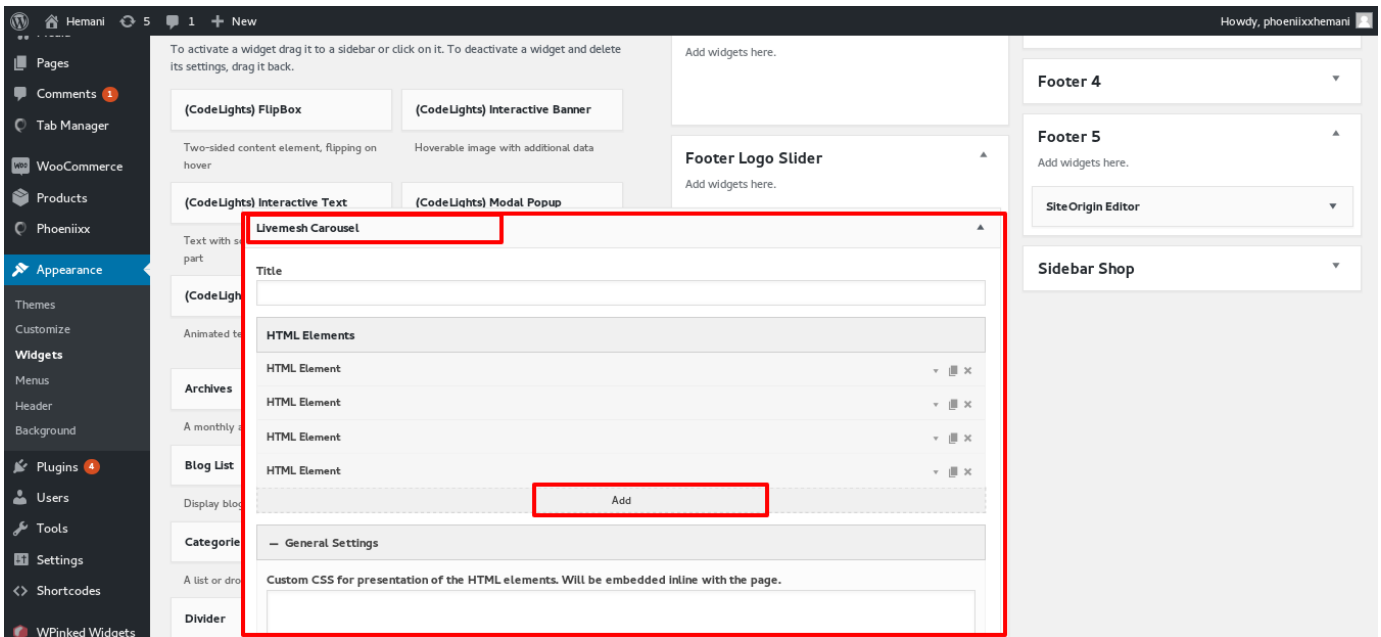 Hemani 5 1 + New
Howdy, phoeniixxhemani
Pages
Comments 1
Tab Manager
WooCommerce
Products
Phoeniixx
Appearance
Themes
Customize
Widgets
Menus
Header
Background
Plugins 4
Users
Tools
Settings
Shortcodes
WPinked Widgets
To activate a widget drag it to a sidebar or click on it. To deactivate a widget and delete
its settings, drag it back.
(CodeLights) FlipBox
(CodeLights) Interactive Banner
Two-sided content element, flipping on
hover
Hoverable image with additional data
(CodeLights) Interactive Text
(CodeLights) Modal Popup
Text with
part
(CodeLigh
Animated te
Archives
A monthly
Blog List
Display blog
Categorie
A list or dro
Divider
Add widgets here.
Footer Logo Slider
Add widgets here.
Livemesh Carousel
Title
HTML Elements
HTML Element
HTML Element
HTML Element
HTML Element
Add
– General Settings
Custom CSS for presentation of the HTML elements. Will be embedded inline with the page.
Footer 4
Footer 5
Add widgets here.
SiteOrigin Editor
Sidebar Shop